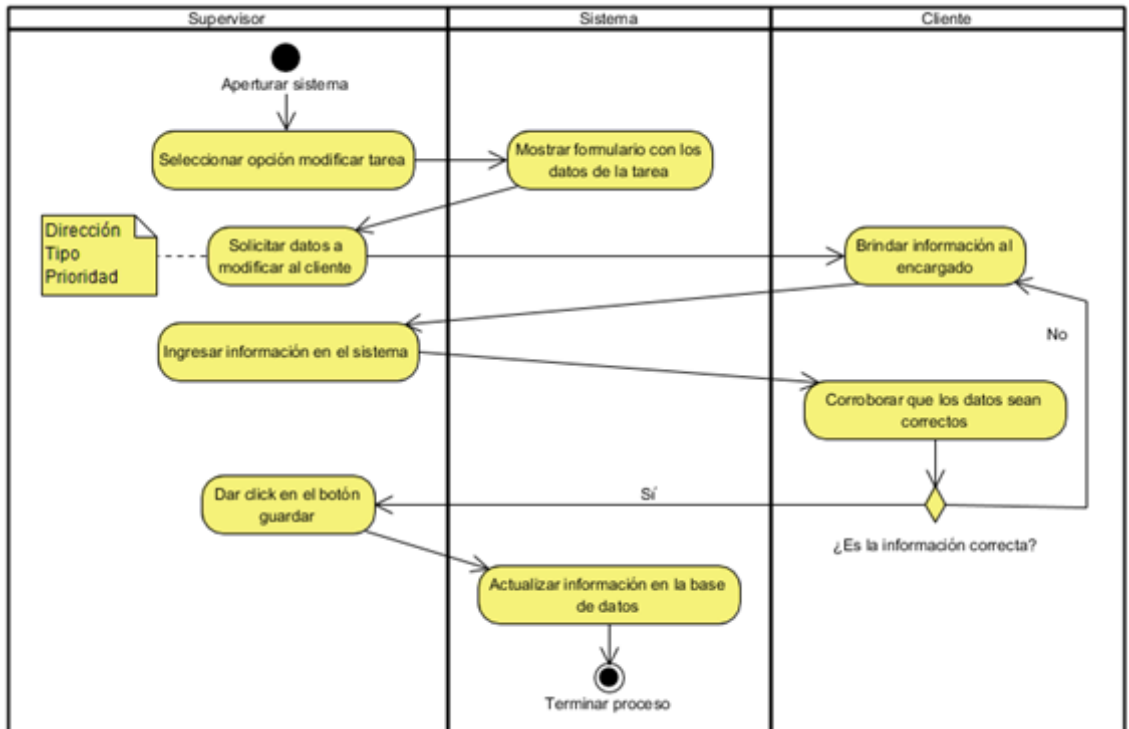 Supervisor
Sistema
Cliente
Aperturar sistema
Seleccionar opción modificar tarea
Mostrar formulario con los
datos de la tarea
Dirección
Tipo
Prioridad
Solicitar datos a
modificar al cliente
Brindar información al
encargado
Ingresar información en el sistema
No
Corroborar que los datos sean
correctos
Dar click en el botón
guardar
Sí
¿Es la información correcta?
Actualizar información en la base
de datos
Terminar proceso